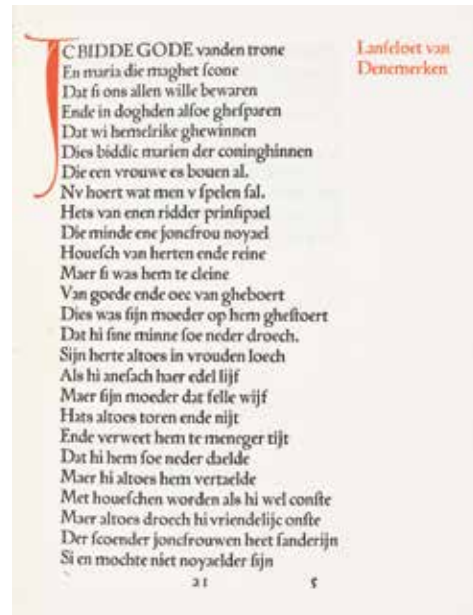 IC BIDDE GODE vanden trone
En maria die maghet ſcone
Dat ſi ons allen wille bewaren
Ende in doghden alſoe gheſparen
Dat wi hemelrike ghewinnen
Dies biddic marien der coninghinnen
Die een vrouwe es bouen al.
Nv hoert wat men v ſpelen ſal.
Hets van enen ridder prinſipael
Die minde ene joncfrou noyael
Houeſch van herten ende reine
Maer ſi was hem te cleine
Van goede ende oec van gheboert
Dies was ſijn moeder op hem gheſtoert
Dat hi ſine minne ſoe neder droech.
Sijn herte altoes in vrouden loech
Als hi aneſach haer edel lijf
Maer ſijn moeder dat felle wijf
Hats altoes toren ende nijt
Ende verweet hem te meneger tijt
Dat hi hem ſoe neder daelde
Maer hi altoes hem vertaelde
Met houeſchen worden als hi wel conſte
Maer altoes droech hi vriendelijc onſte
Der ſcoender joncfrouwen heet ſanderijn
Si en mochte niet noyaelder ſijn
21 5
Lanſeloet van
Denemerken